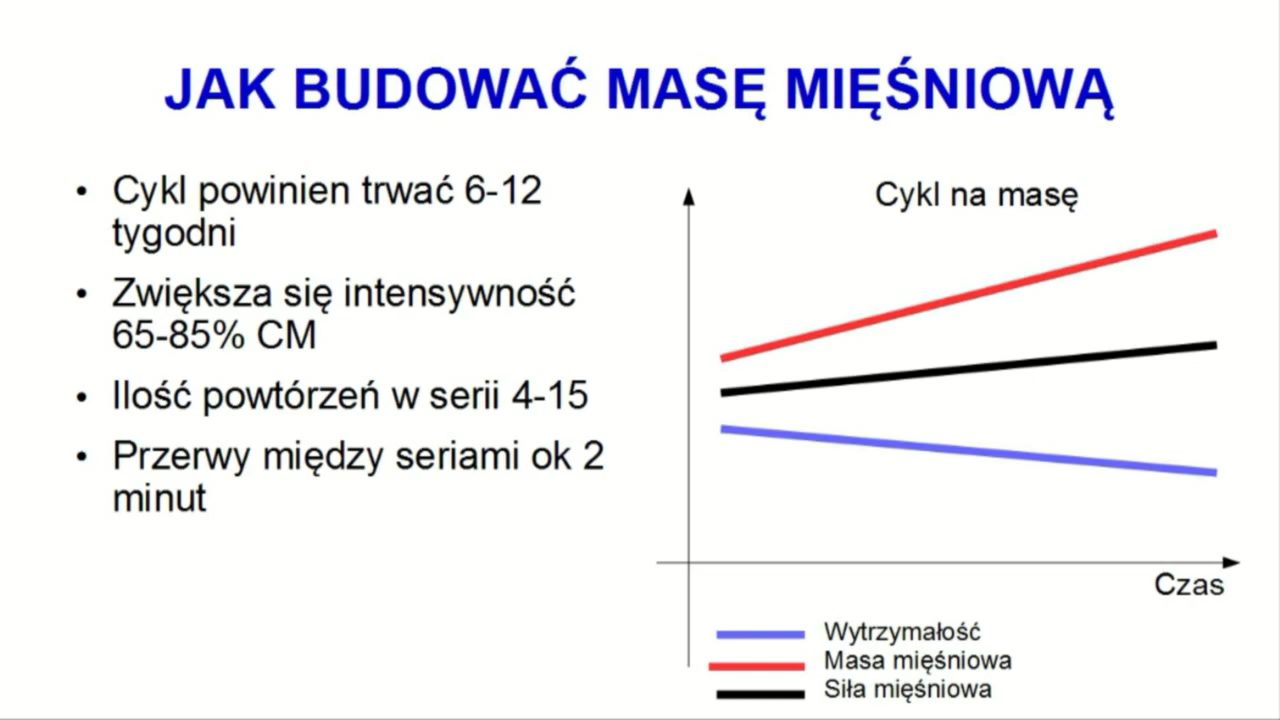 JAK BUDOWAĆ MASĘ MIĘŚNIOWĄ
• Cykl powinien trwać 6-12
tygodni
• Zwiększa się intensywność
65-85% CM
• Ilość powtórzeń w serii 4-15
• Przerwy między seriami ok 2
minut
Cykl na masę
Czas
Wytrzymałość
Masa mięśniowa
Siła mięśniowa